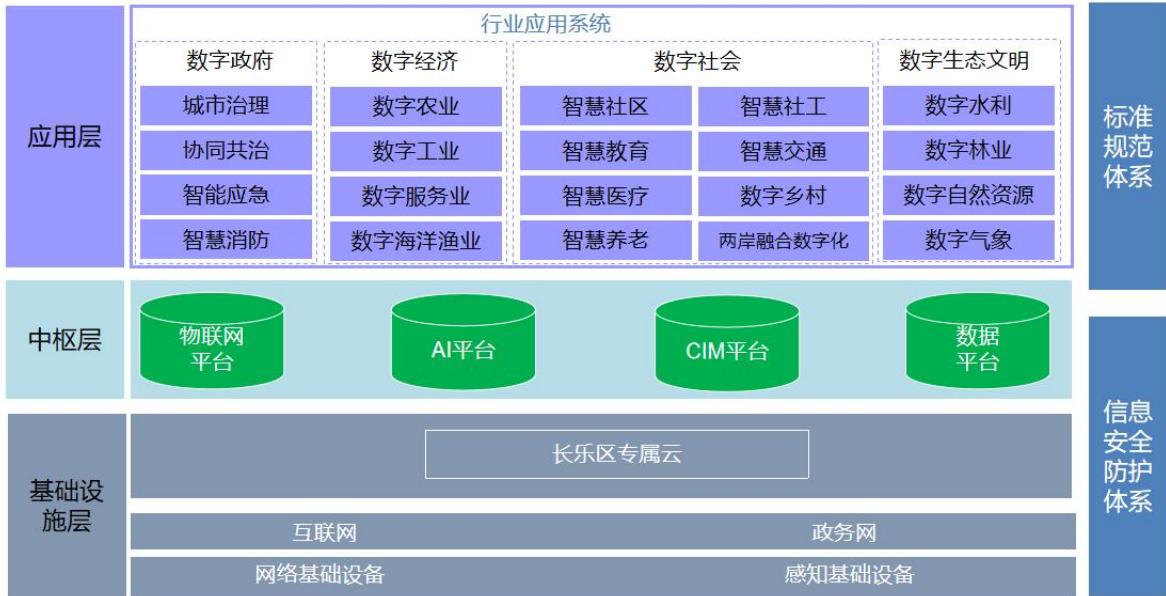 行业应用系统
应用层
数字政府
城市治理
协同共治
智能应急
智慧消防
数字经济
数字农业
数字工业
数字服务业
数字海洋渔业
数字社会
智慧社区
智慧社工
智慧教育
智慧交通
智慧医疗
数字乡村
智慧养老
两岸融合数字化
数字生态文明
数字水利
数字林业
数字自然资源
数字气象
中枢层
物联网
平台
AI平台
CIM平台
数据
平台
基础设
施层
长乐区专属云
互联网
政务网
网络基础设备
感知基础设备
标准
规范
体系
信息
安全
防护
体系